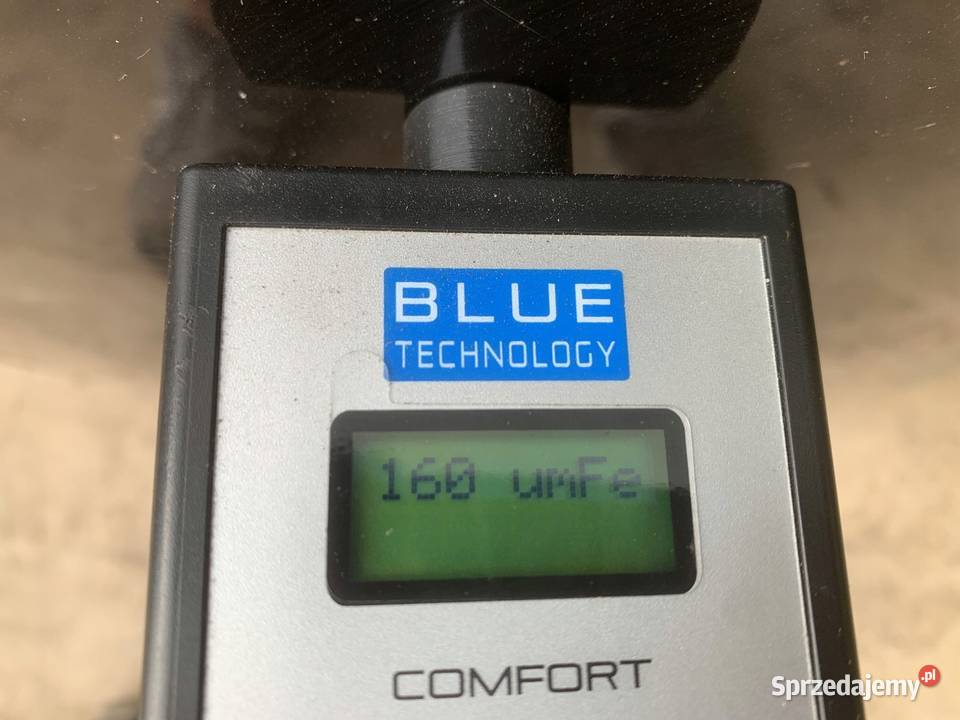 BLUE
TECHNOLOGY
160 umFe
COMFORT
Sprzedajemy.pl